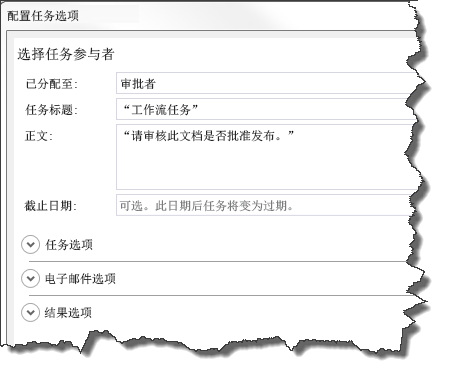 配置任务选项
选择任务参与者
已分配至: 审批者
任务标题: “工作流任务”
正文: “请审核此文档是否批准发布。”
截止日期: 可选。此日期后任务将变为过期。
任务选项
电子邮件选项
结果选项